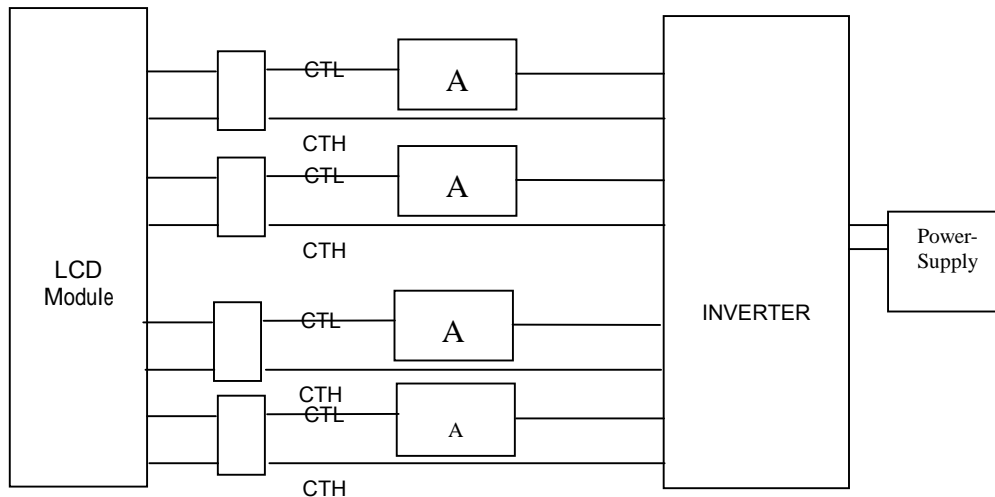 CTL
A
CTH
CTL
A
CTH
LCD
Module
CTL
A
INVERTER
Power-
Supply
CTH
CTL
A
CTH